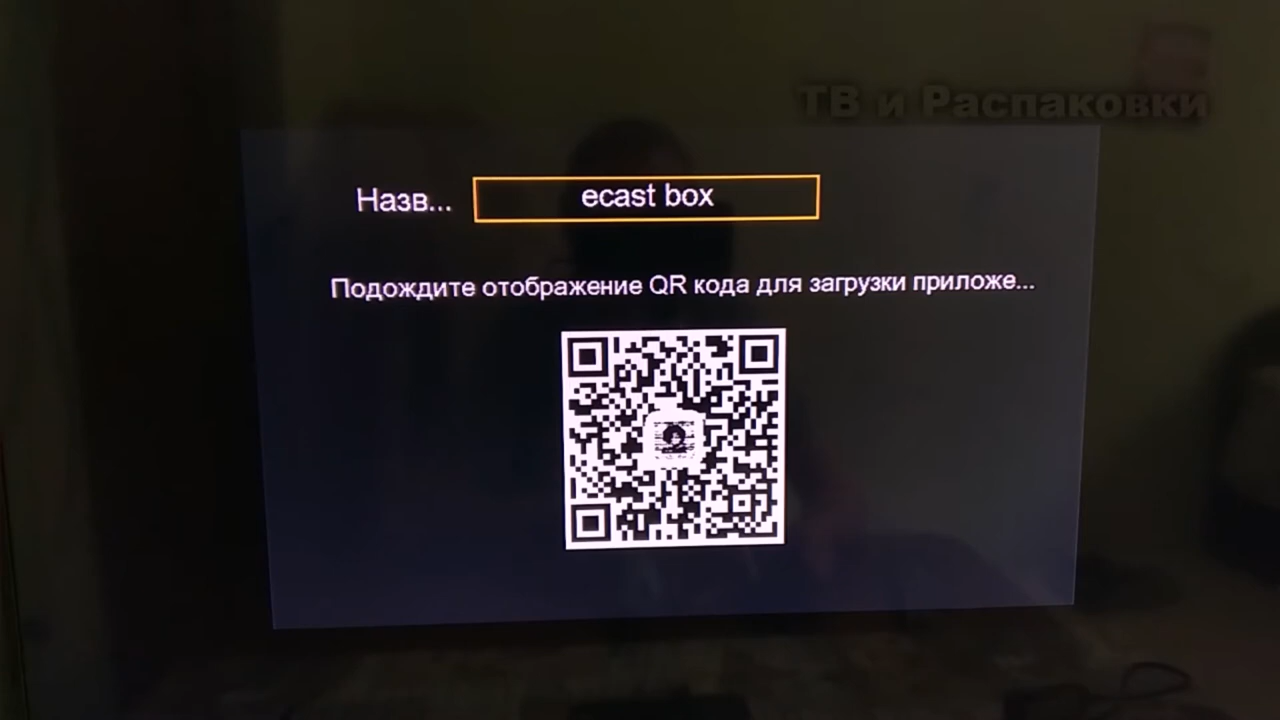 ТВ и Распаковки
Назв... ecast box
Подождите отображение QR кода для загрузки приложе...